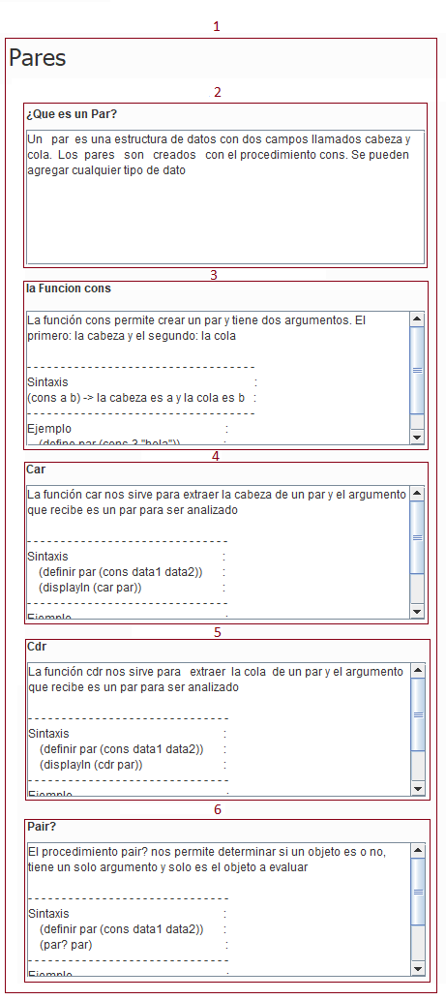 1
Pares
2
¿Que es un Par?
Un par es una estructura de datos con dos campos llamados cabeza y
cola. Los pares son creados con el procedimiento cons. Se pueden
agregar cualquier tipo de dato
3
la Funcion cons
La función cons permite crear un par y tiene dos argumentos. El
primero: la cabeza y el segundo: la cola
- - - - - - - - - - - - - - - - - - - - - - - - - - - - - - - - - -
Sintaxis :
(cons a b) -> la cabeza es a y la cola es b :
- - - - - - - - - - - - - - - - - - - - - - - - - - - - - - - - - -
Ejemplo :
(define par (cons 2 "hola")) :
4
Car
La función car nos sirve para extraer la cabeza de un par y el argumento
que recibe es un par para ser analizado
- - - - - - - - - - - - - - - - - - - - - - - - - - - - - -
Sintaxis :
(definir par (cons data1 data2)) :
(displayln (car par)) :
- - - - - - - - - - - - - - - - - - - - - - - - - - - - - -
Ejemplo :
5
Cdr
La función cdr nos sirve para extraer la cola de un par y el argumento
que recibe es un par para ser analizado
- - - - - - - - - - - - - - - - - - - - - - - - - - - - - -
Sintaxis :
(definir par (cons data1 data2)) :
(displayln (cdr par)) :
- - - - - - - - - - - - - - - - - - - - - - - - - - - - - -
Ejemplo :
6
Pair?
El procedimiento pair? nos permite determinar si un objeto es o no,
tiene un solo argumento y solo es el objeto a evaluar
- - - - - - - - - - - - - - - - - - - - - - - - - - - - - -
Sintaxis :
(definir par (cons data1 data2)) :
(par? par) :
- - - - - - - - - - - - - - - - - - - - - - - - - - - - - -
Ejemplo :